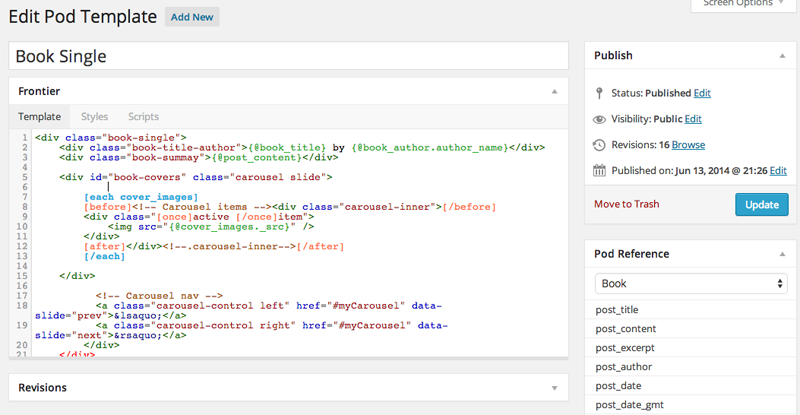 Screen Options
Edit Pod Template Add New
Book Single
Frontier
Template Styles Scripts
1 <div class="book-single">
2 <div class="book-title-author">{@book_title} by {@book_author.author_name}</div>
3 <div class="book-summay">{@post_content}</div>
4
5 <div id="book-covers" class="carousel slide">
6
7 [each cover_images]
8 [before]<!-- Carousel items --><div class="carousel-inner">[/before]
9 <div class="[once]active [/once]item">
10 <img src="{@cover_images._src}" />
11 </div>
12 [after]</div><!--.carousel-inner-->[/after]
13 [/each]
14
15 </div>
16
17 <!-- Carousel nav -->
18 <a class="carousel-control left" href="#myCarousel" data-
slide="prev">&lsaquo;</a>
19 <a class="carousel-control right" href="#myCarousel" data-
slide="next">&rsaquo;</a>
20 </div>
21 </div>
Revisions
Publish
Status: Published Edit
Visibility: Public Edit
Revisions: 16 Browse
Published on: Jun 13, 2014 @ 21:26 Edit
Move to Trash Update
Pod Reference
Book
post_title
post_content
post_excerpt
post_author
post_date
post_date_gmt